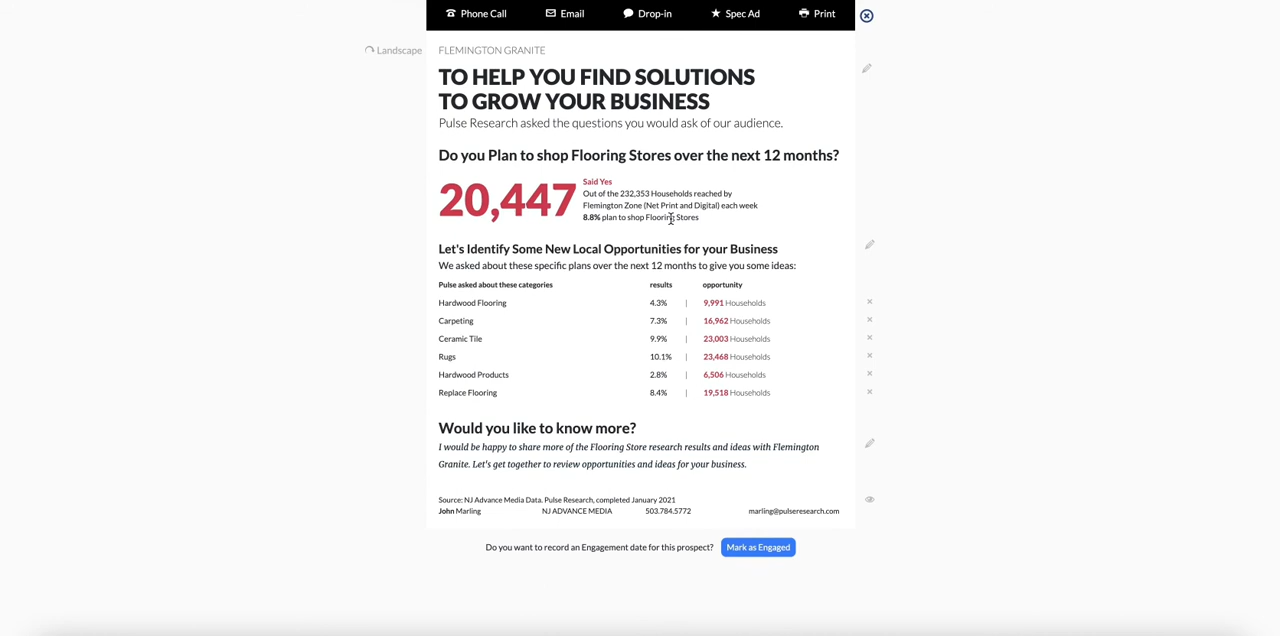 Phone Call Email Drop-in Spec Ad Print
Landscape
FLEMINGTON GRANITE
TO HELP YOU FIND SOLUTIONS
TO GROW YOUR BUSINESS
Pulse Research asked the questions you would ask of our audience.
Do you Plan to shop Flooring Stores over the next 12 months?
20,447
Said Yes
Out of the 232,353 Households reached by
Flemington Zone (Net Print and Digital) each week
8.8% plan to shop Flooring Stores
Let's Identify Some New Local Opportunities for your Business
We asked about these specific plans over the next 12 months to give you some ideas:
Pulse asked about these categories results opportunity
Hardwood Flooring 4.3% | 9,991 Households
Carpeting 7.3% | 16,962 Households
Ceramic Tile 9.9% | 23,003 Households
Rugs 10.1% | 23,468 Households
Hardwood Products 2.8% | 6,506 Households
Replace Flooring 8.4% | 19,518 Households
Would you like to know more?
I would be happy to share more of the Flooring Store research results and ideas with Flemington
Granite. Let's get together to review opportunities and ideas for your business.
Source: NJ Advance Media Data. Pulse Research, completed January 2021
John Marling NJ ADVANCE MEDIA 503.784.5772 marling@pulseresearch.com
Do you want to record an Engagement date for this prospect? Mark as Engaged